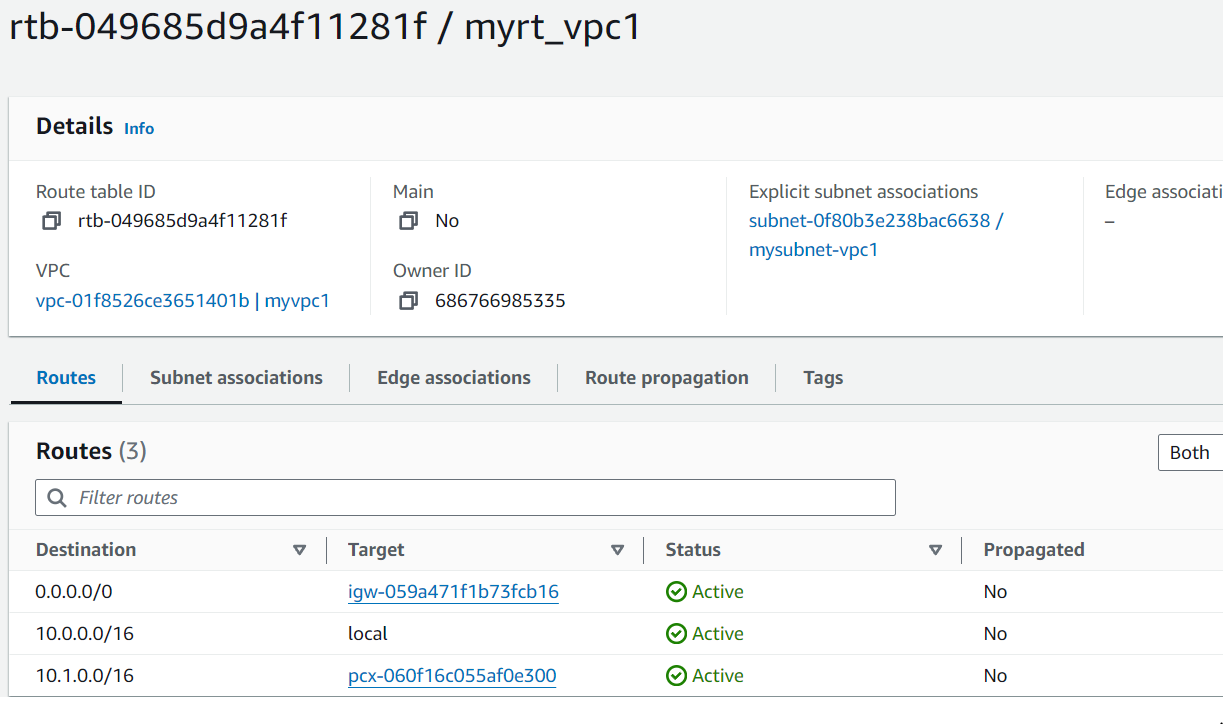 rtb-049685d9a4f11281f / myrt_vpc1
Details Info
Route table ID
rtb-049685d9a4f11281f
Main
No
Explicit subnet associations
subnet-0f80b3e238bac6638 /
mysubnet-vpc1
Edge associati
–
VPC
vpc-01f8526ce3651401b | myvpc1
Owner ID
686766985335
Routes Subnet associations Edge associations Route propagation Tags
Routes (3)
Both
Filter routes
Destination Target Status Propagated
0.0.0.0/0 igw-059a471f1b73fcb16 Active No
10.0.0.0/16 local Active No
10.1.0.0/16 pcx-060f16c055af0e300 Active No